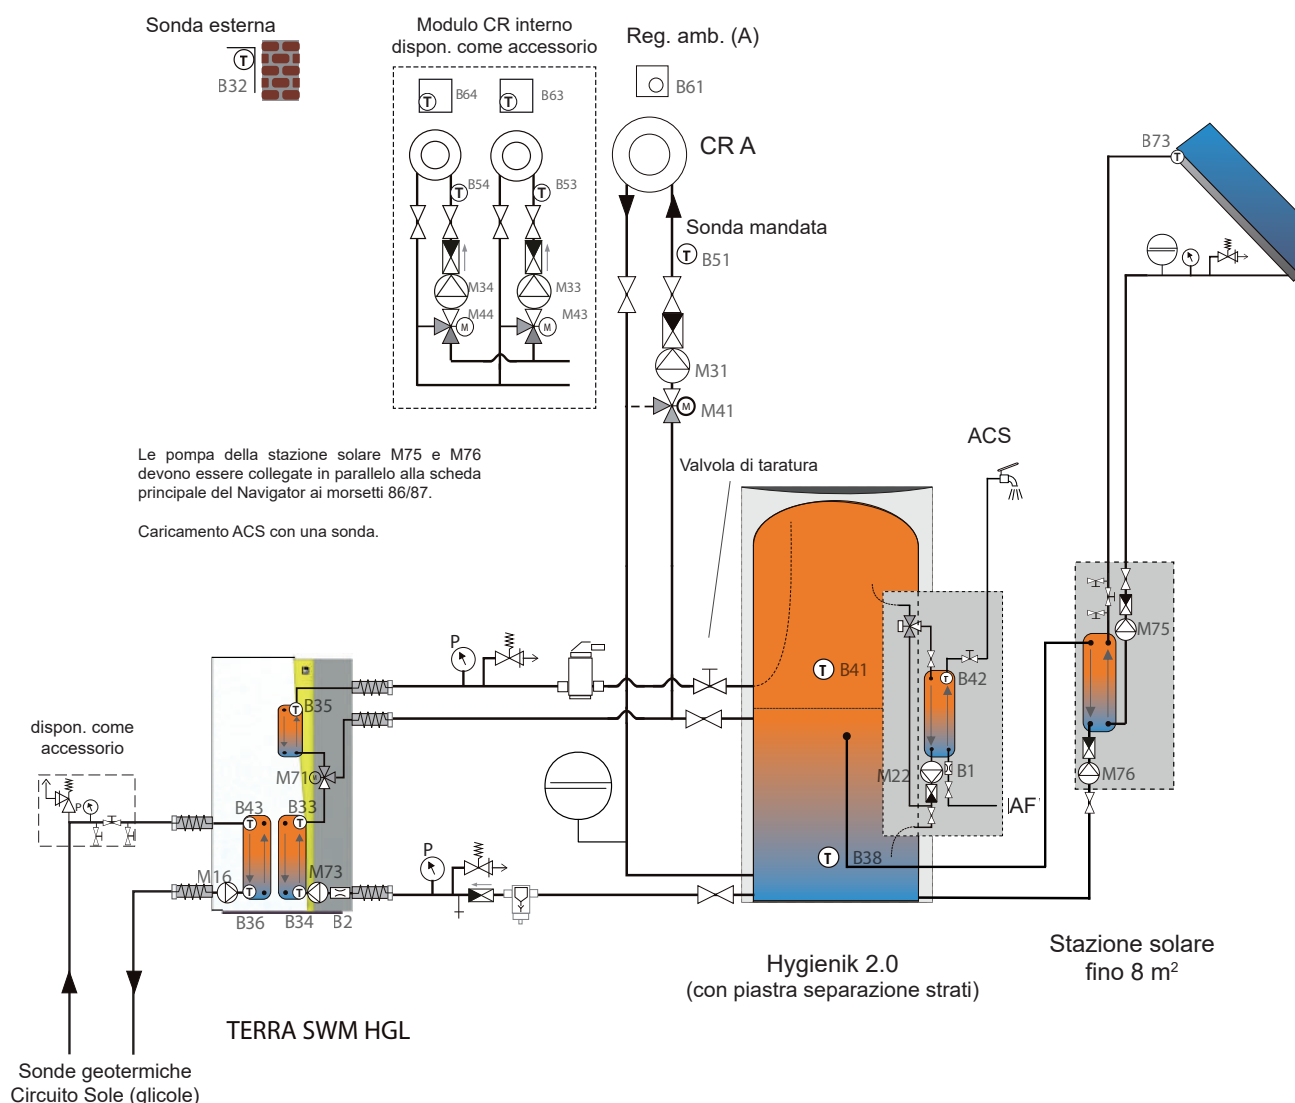 Sonda esterna
T
B32
Modulo CR interno
dispon. come accessorio
T
B64
T
B63
T
B54
T
B53
M34
M33
M44
M
M43
M
Reg. amb. (A)
B61
CR A
Sonda mandata
T
B51
M31
M
M41
B73
T
Le pompa della stazione solare M75 e M76
devono essere collegate in parallelo alla scheda
principale del Navigator ai morsetti 86/87.
Caricamento ACS con una sonda.
Valvola di taratura
ACS
P
T
B41
T
B42
M75
M22
B1
M76
T
B38
dispon. come
accessorio
P
T
B35
M71
B43
T
B33
T
M16
T
B36
T
B34
M73
B2
P
TERRA SWM HGL
Hygienik 2.0
(con piastra separazione strati)
Stazione solare
fino 8 m²
Sonde geotermiche
Circuito Sole (glicole)